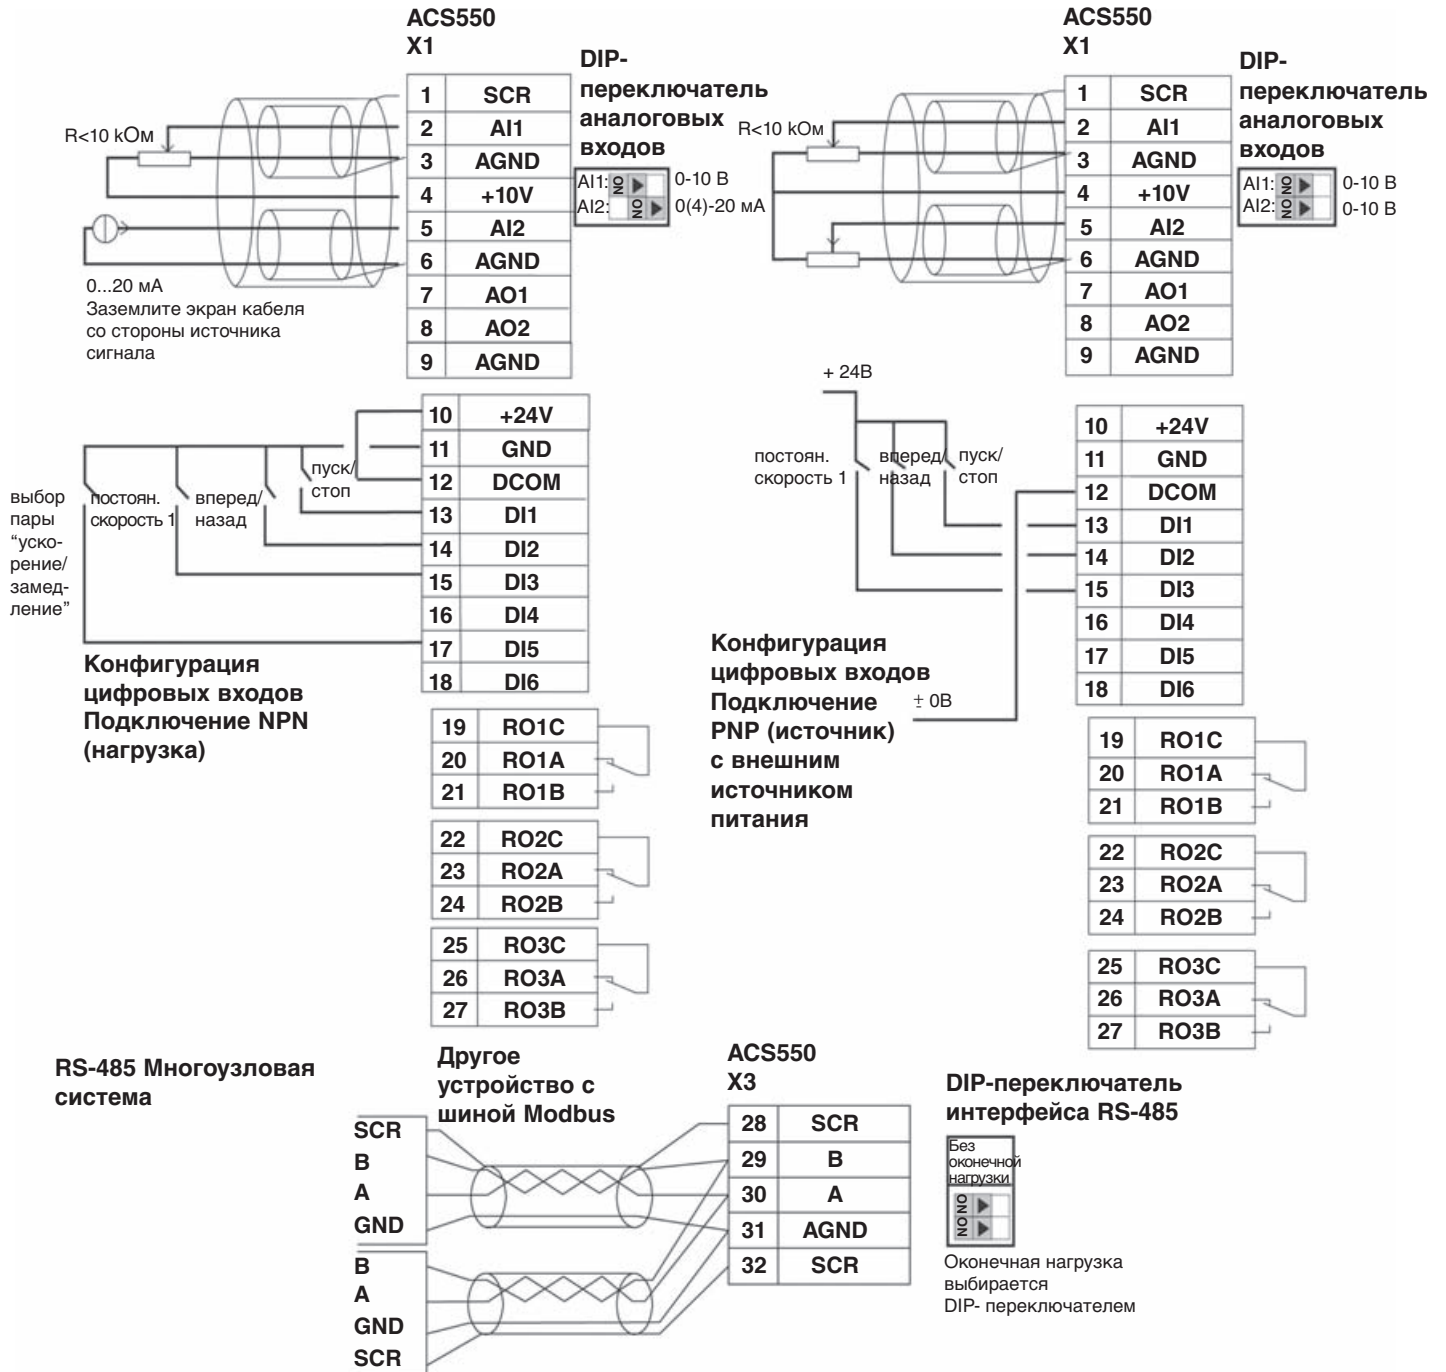 ACS550
X1
DIP-
переключатель
аналоговых
входов
1 SCR
2 AI1
3 AGND
4 +10V
5 AI2
6 AGND
7 AO1
8 AO2
9 AGND
R<10 kОм
AI1: NO 0-10 В
AI2: NO 0(4)-20 мА
0...20 мА
Заземлите экран кабеля
со стороны источника
сигнала
10 +24V
11 GND
12 DCOM
13 DI1
14 DI2
15 DI3
16 DI4
17 DI5
18 DI6
пуск/
стоп
вперед/
назад
постоян.
скорость 1
выбор
пары
“уско-
рение/
замед-
ление”
Конфигурация
цифровых входов
Подключение NPN
(нагрузка)
19 RO1C
20 RO1A
21 RO1B
22 RO2C
23 RO2A
24 RO2B
25 RO3C
26 RO3A
27 RO3B
ACS550
X1
DIP-
переключатель
аналоговых
входов
1 SCR
2 AI1
3 AGND
4 +10V
5 AI2
6 AGND
7 AO1
8 AO2
9 AGND
R<10 kОм
AI1: NO 0-10 В
AI2: NO 0-10 В
+ 24В
10 +24V
11 GND
12 DCOM
13 DI1
14 DI2
15 DI3
16 DI4
17 DI5
18 DI6
постоян.
скорость 1
вперед/
назад
пуск/
стоп
Конфигурация
цифровых входов
Подключение
PNP (источник)
с внешним
источником
питания
± 0В
19 RO1C
20 RO1A
21 RO1B
22 RO2C
23 RO2A
24 RO2B
25 RO3C
26 RO3A
27 RO3B
RS-485 Многоузловая
система
Другое
устройство с
шиной Modbus
SCR
B
A
GND
B
A
GND
SCR
ACS550
X3
28 SCR
29 B
30 A
31 AGND
32 SCR
DIP-переключатель
интерфейса RS-485
Без
оконечной
нагрузки
NO
NO
Оконечная нагрузка
выбирается
DIP- переключателем